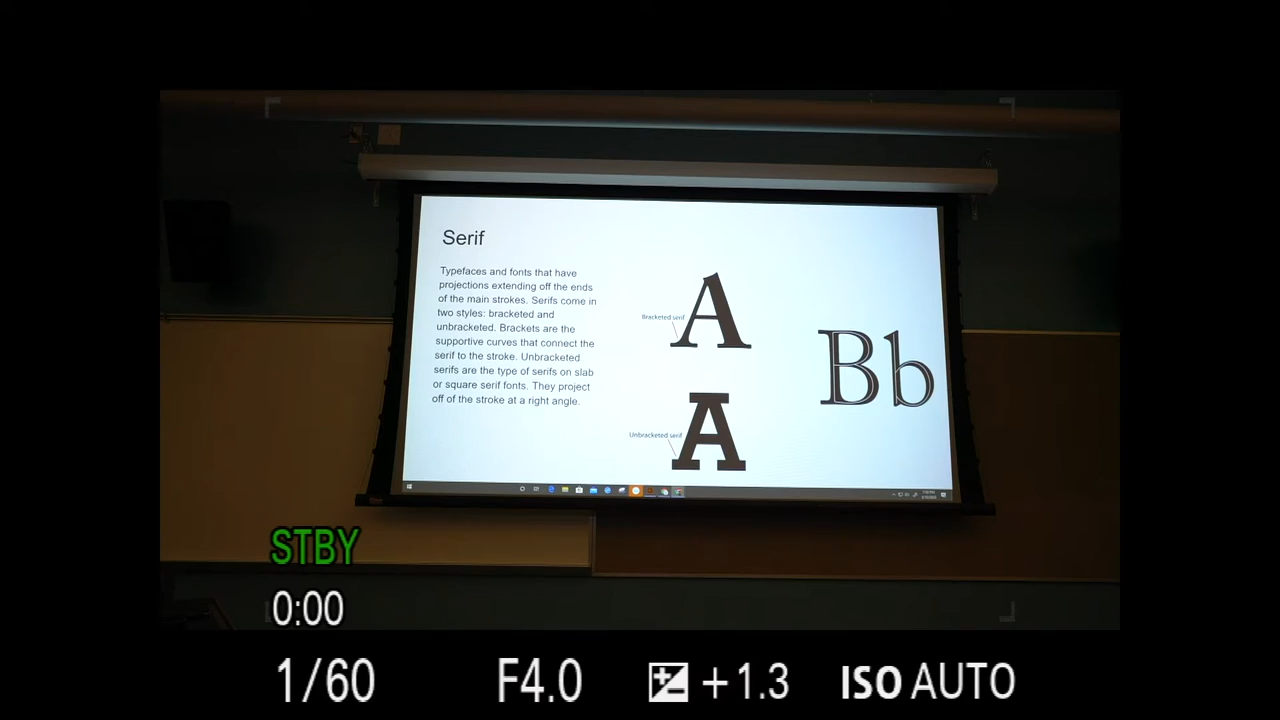 Serif
Typefaces and fonts that have
projections extending off the ends
of the main strokes. Serifs come in
two styles: bracketed and
unbracketed. Brackets are the
supportive curves that connect the
serif to the stroke. Unbracketed
serifs are the type of serifs on slab
or square serif fonts. They project
off of the stroke at a right angle.
Bracketed serif
A
Unbracketed serif
A
Bb
STBY
0:00
1/60 F4.0 +1.3 ISO AUTO